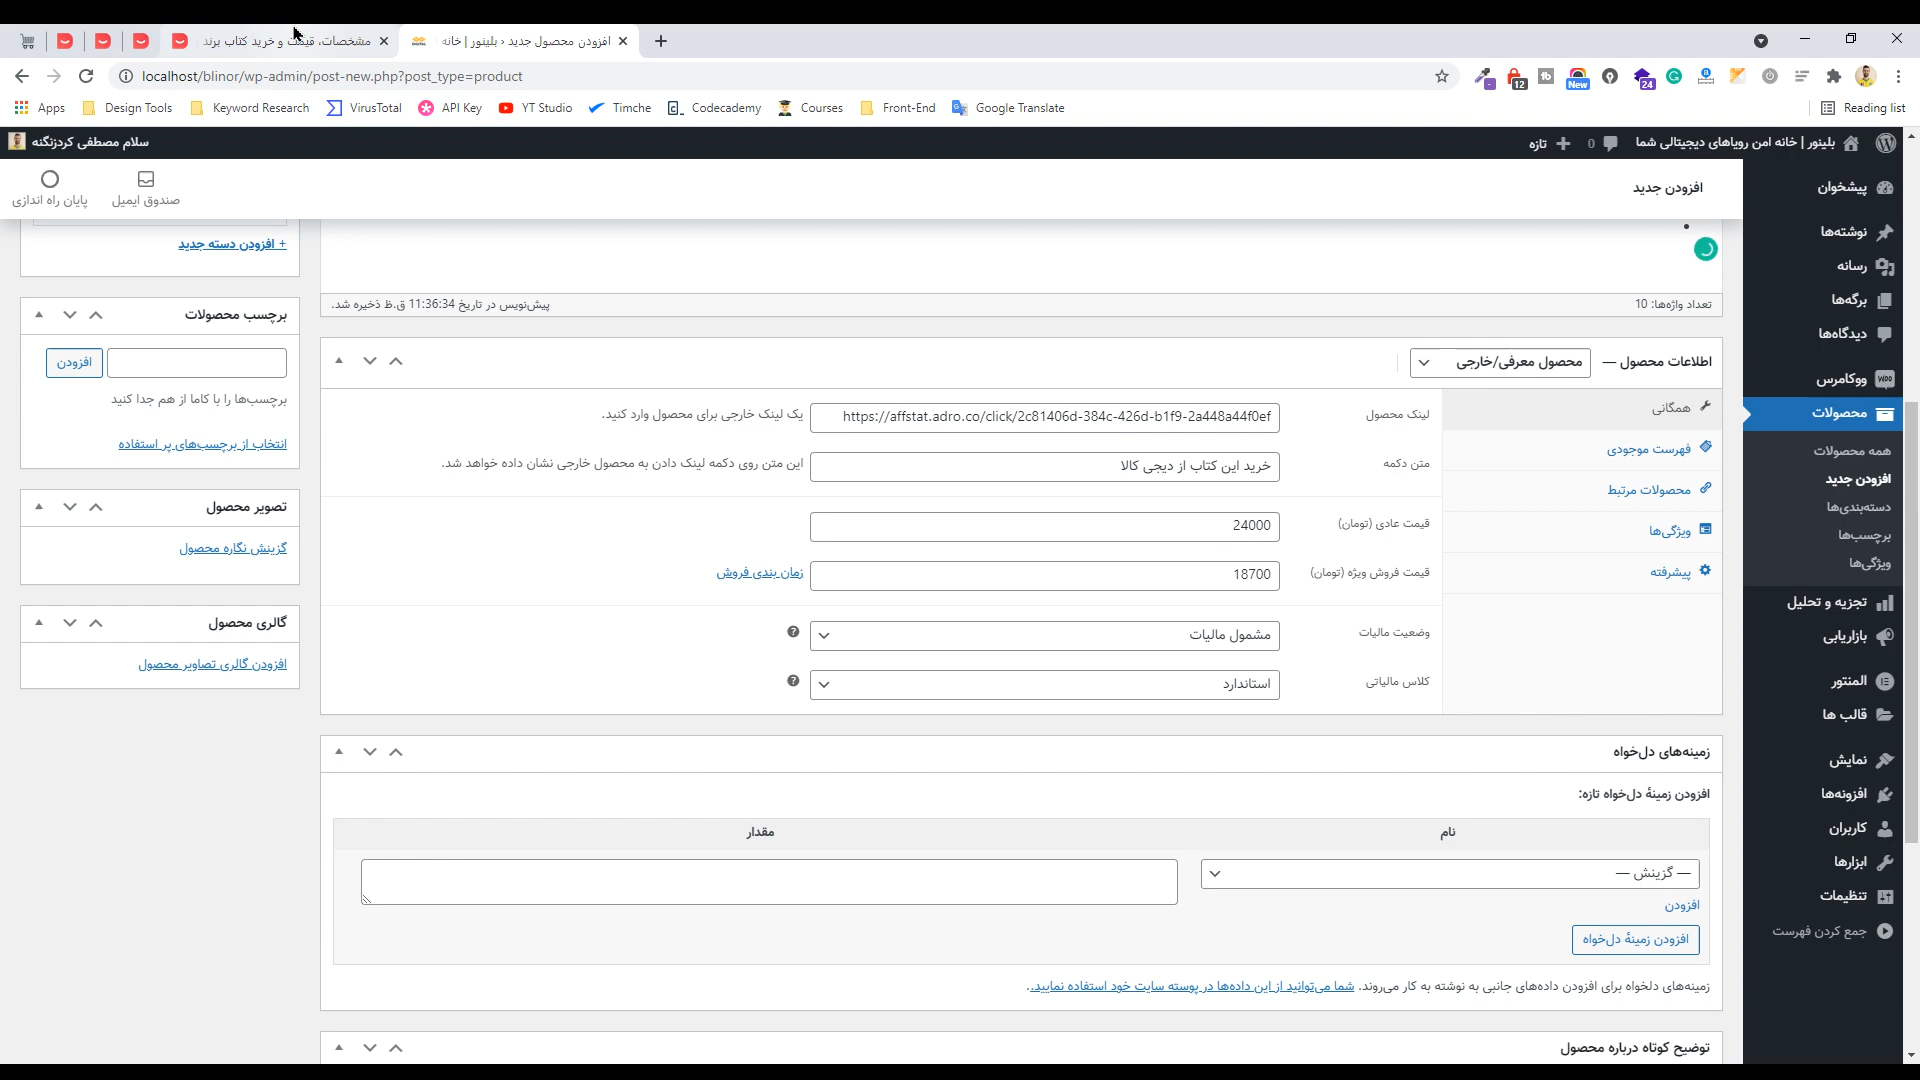 مشخصات، قیمت و خرید کتاب برند
افزودن محصول جدید ‹ بلینور | خانه
localhost/blinor/wp-admin/post-new.php?post_type=product
12
New
24
Apps
Design Tools
Keyword Research
VirusTotal
API Key
YT Studio
Timche
Codecademy
Courses
Front-End
Google Translate
Reading list
بلینور | خانه امن رویاهای دیجیتالی شما
0
تازه
سلام مصطفی کردزنگنه
افزودن جدید
صندوق ایمیل
پایان راه اندازی
پیشخوان
نوشته‌ها
رسانه
برگه‌ها
دیدگاه‌ها
ووکامرس
محصولات
همه محصولات
افزودن جدید
دسته‌بندی‌ها
برچسب‌ها
ویژگی‌ها
تجزیه و تحلیل
بازاریابی
المنتور
قالب ها
نمایش
افزونه‌ها
کاربران
ابزارها
تنظیمات
جمع کردن فهرست
تعداد واژه‌ها: 10
پیش‌نویس در تاریخ 11:36:34 ق.ظ ذخیره شد.
اطلاعات محصول —
محصول معرفی/خارجی
همگانی
فهرست موجودی
محصولات مرتبط
ویژگی‌ها
پیشرفته
لینک محصول
https://affstat.adro.co/click/2c81406d-384c-426d-b1f9-2a448a44f0ef
یک لینک خارجی برای محصول وارد کنید.
متن دکمه
خرید این کتاب از دیجی کالا
این متن روی دکمه لینک دادن به محصول خارجی نشان داده خواهد شد.
قیمت عادی (تومان)
24000
قیمت فروش ویژه (تومان)
18700
زمان بندی فروش
وضعیت مالیات
مشمول مالیات
کلاس مالیاتی
استاندارد
زمینه‌های دل‌خواه
افزودن زمینهٔ دل‌خواه تازه:
نام
مقدار
— گزینش —
افزودن
افزودن زمینهٔ دل‌خواه
زمینه‌های دلخواه برای افزودن داده‌های جانبی به نوشته به کار می‌روند. شما می‌توانید از این داده‌ها در پوسته سایت خود استفاده نمایید..
توضیح کوتاه درباره محصول
+ افزودن دسته جدید
برچسب محصولات
افزودن
برچسب‌ها را با کاما از هم جدا کنید
انتخاب از برچسب‌های پر استفاده
تصویر محصول
گزینش نگاره محصول
گالری محصول
افزودن گالری تصاویر محصول